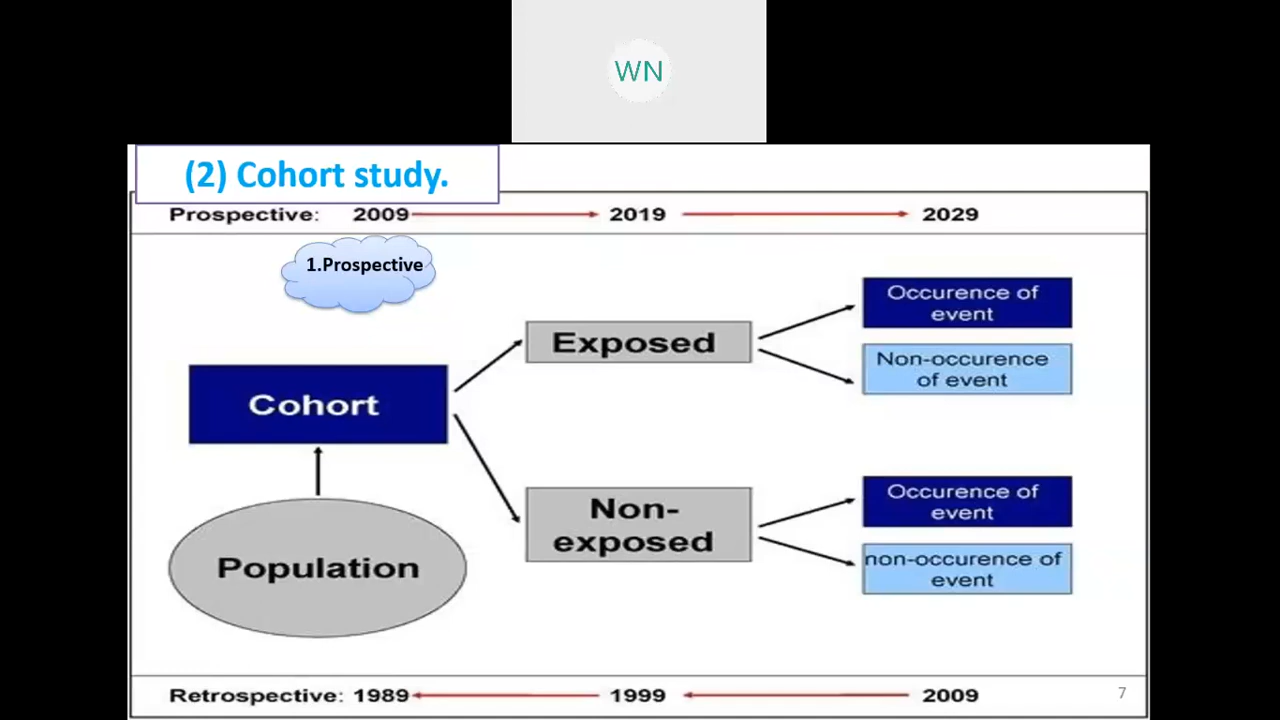 WN
(2) Cohort study.
Prospective: 2009 2019 2029
1.Prospective
Occurence of
event
Exposed
Non-occurence
of event
Cohort
Occurence of
event
Non-
exposed
non-occurence of
event
Population
Retrospective: 1989 1999 2009
7